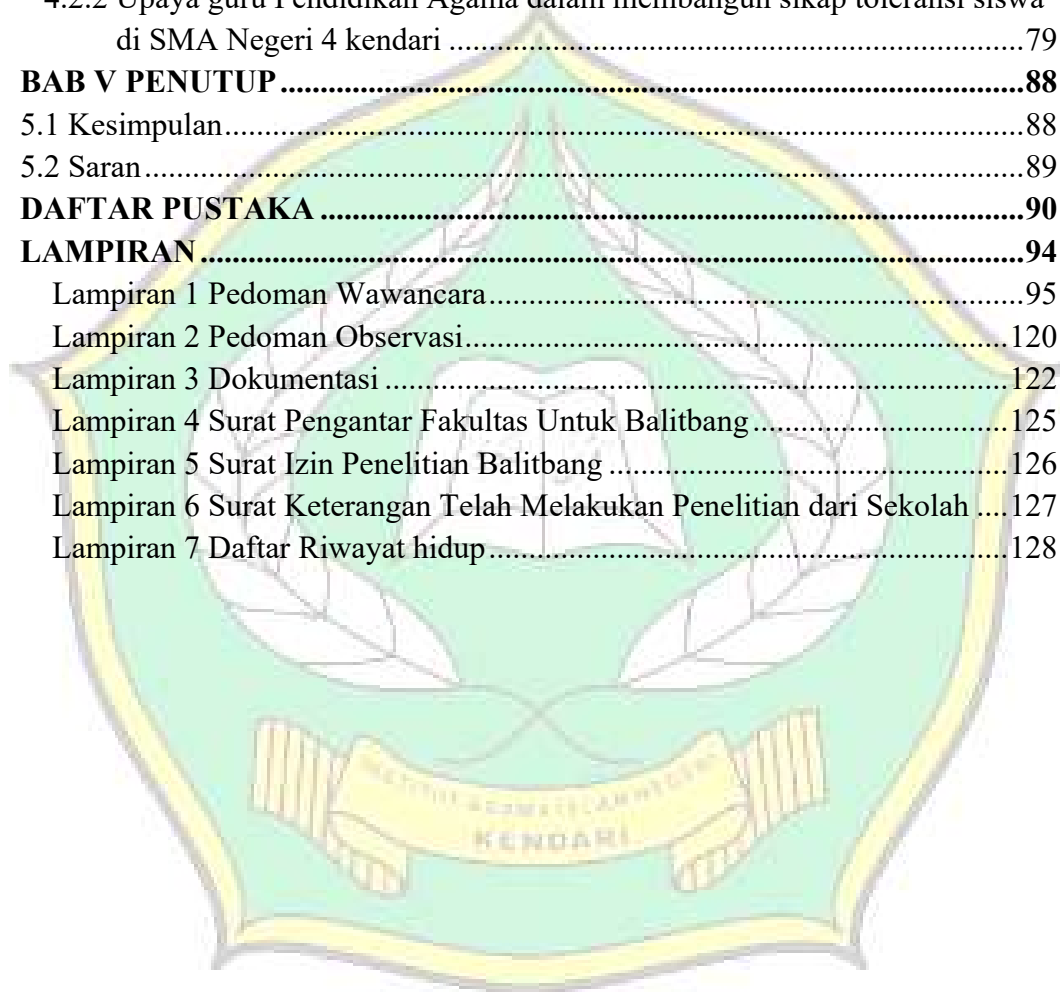 4.2.2 Upaya guru Pendidikan Agama dalam membangun sikap toleransi siswa
di SMA Negeri 4 kendari ........................................................................79
BAB V PENUTUP ........................................................................................88
5.1 Kesimpulan................................................................................................88
5.2 Saran..........................................................................................................89
DAFTAR PUSTAKA ...................................................................................90
LAMPIRAN..................................................................................................94
Lampiran 1 Pedoman Wawancara..................................................................95
Lampiran 2 Pedoman Observasi...................................................................120
Lampiran 3 Dokumentasi ............................................................................122
Lampiran 4 Surat Pengantar Fakultas Untuk Balitbang................................125
Lampiran 5 Surat Izin Penelitian Balitbang .................................................126
Lampiran 6 Surat Keterangan Telah Melakukan Penelitian dari Sekolah ....127
Lampiran 7 Daftar Riwayat hidup................................................................128
INSTITUT AGAMA ISLAM NEGERI
KENDARI